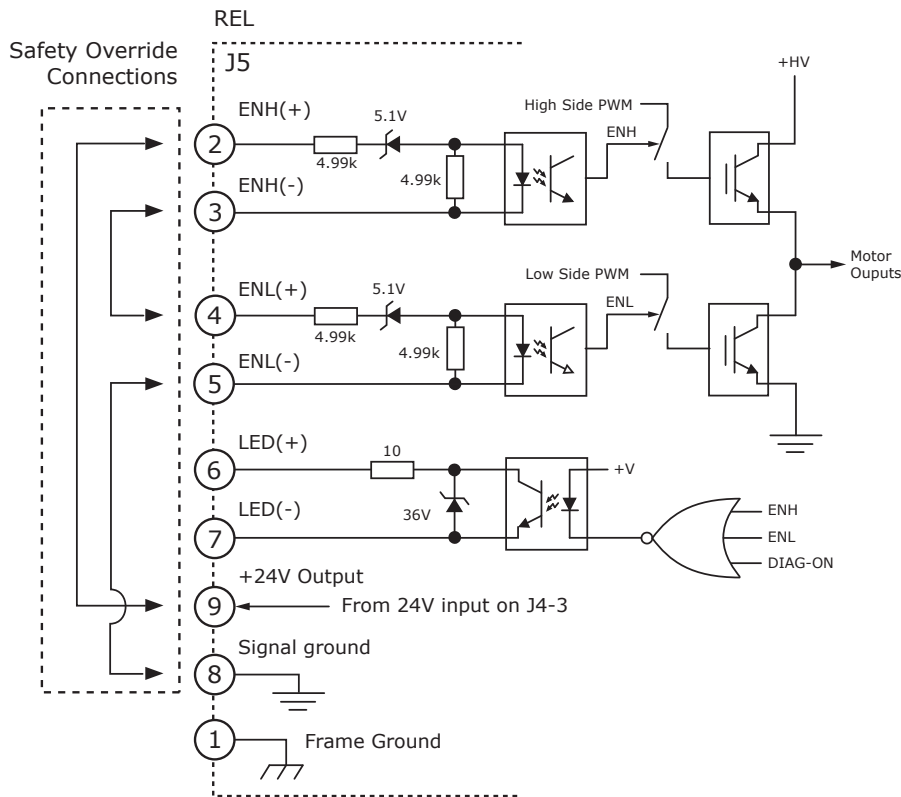 REL
Safety Override
Connections
J5
+HV
ENH(+)
5.1V
High Side PWM
ENH
2
4.99k
4.99k
ENH(-)
3
Motor
Ouputs
Low Side PWM
ENL(+)
5.1V
ENL
4
4.99k
4.99k
ENL(-)
5
LED(+)
10
6
+V
LED(-)
36V
ENH
7
ENL
DIAG-ON
+24V Output
9
From 24V input on J4-3
Signal ground
8
1
Frame Ground